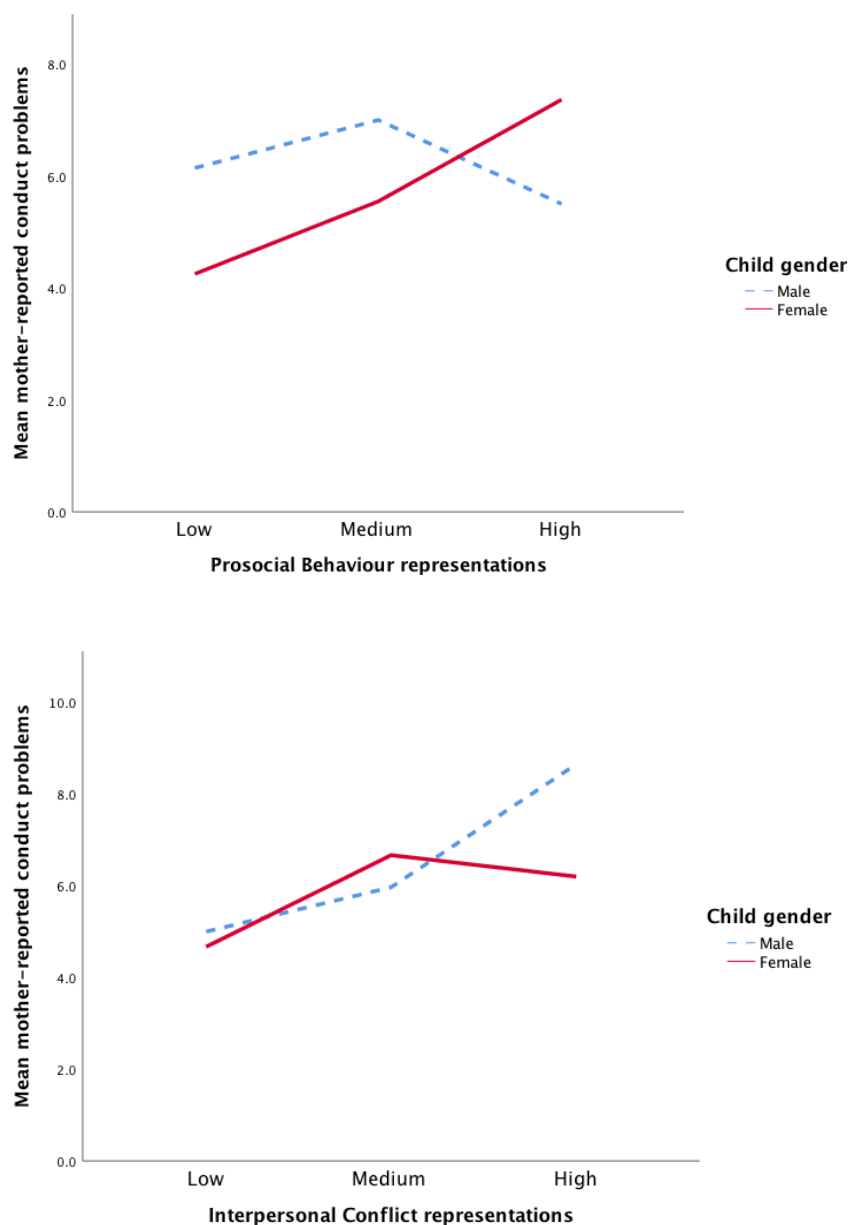 Mean mother-reported conduct problems
8.0
6.0
4.0
2.0
0.0
Low Medium High
Prosocial Behaviour representations
Child gender
Male
Female
Mean mother-reported conduct problems
10.0
8.0
6.0
4.0
2.0
0.0
Low Medium High
Interpersonal Conflict representations
Child gender
Male
Female